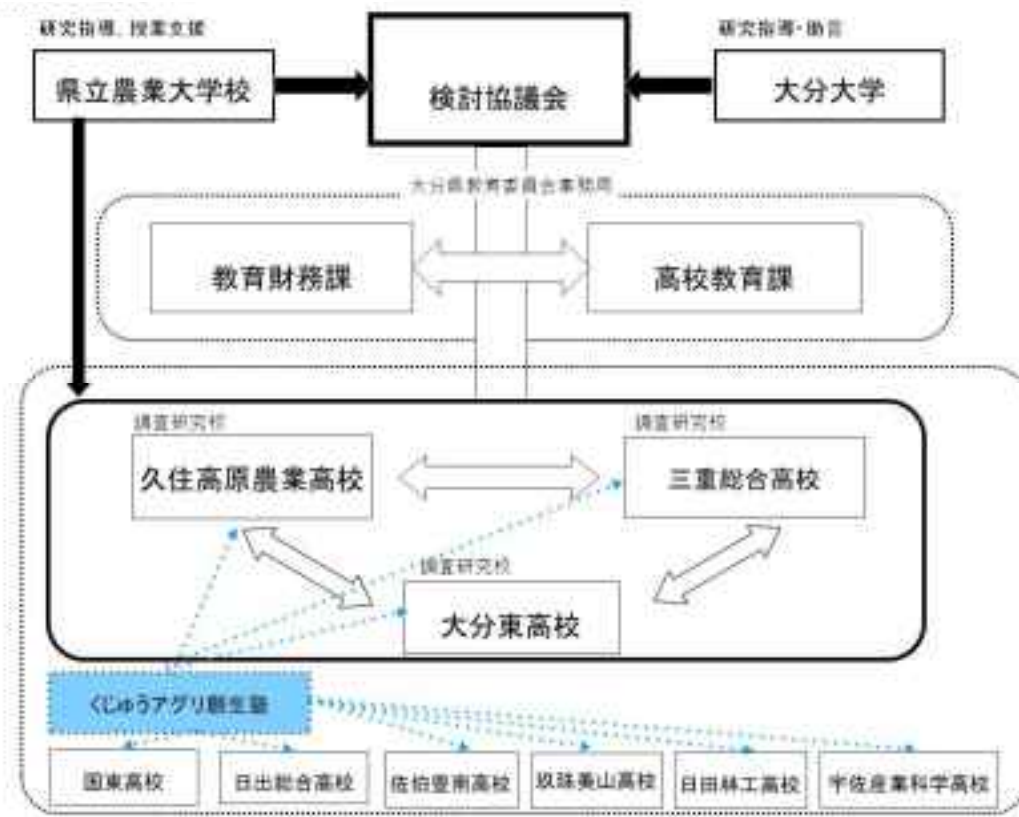 研究指導、授業支援
研究指導・助言
県立農業大学校
検討協議会
大分大学
大分県教育委員会事務局
教育財務課
高校教育課
調査研究校
調査研究校
久住高原農業高校
三重総合高校
調査研究校
大分東高校
くじゅうアグリ創生塾
国東高校
日出総合高校
佐伯豊南高校
玖珠美山高校
日田林工高校
宇佐産業科学高校